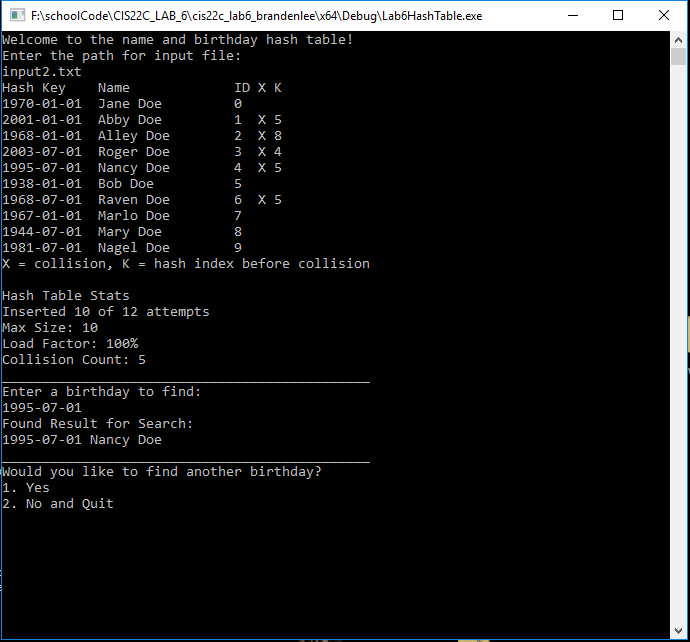 F:\schoolCode\CIS22C_LAB_6\cis22c_lab6_brandenlee\x64\Debug\Lab6HashTable.exe
Welcome to the name and birthday hash table!
Enter the path for input file:
input2.txt
Hash Key    Name             ID X K
1970-01-01  Jane Doe         0
2001-01-01  Abby Doe         1  X 5
1968-01-01  Alley Doe        2  X 8
2003-07-01  Roger Doe        3  X 4
1995-07-01  Nancy Doe        4  X 5
1938-01-01  Bob Doe          5
1968-07-01  Raven Doe        6  X 5
1967-01-01  Marlo Doe        7
1944-07-01  Mary Doe         8
1981-07-01  Nagel Doe        9
X = collision, K = hash index before collision
Hash Table Stats
Inserted 10 of 12 attempts
Max Size: 10
Load Factor: 100%
Collision Count: 5
Enter a birthday to find:
1995-07-01
Found Result for Search:
1995-07-01 Nancy Doe
Would you like to find another birthday?
1. Yes
2. No and Quit